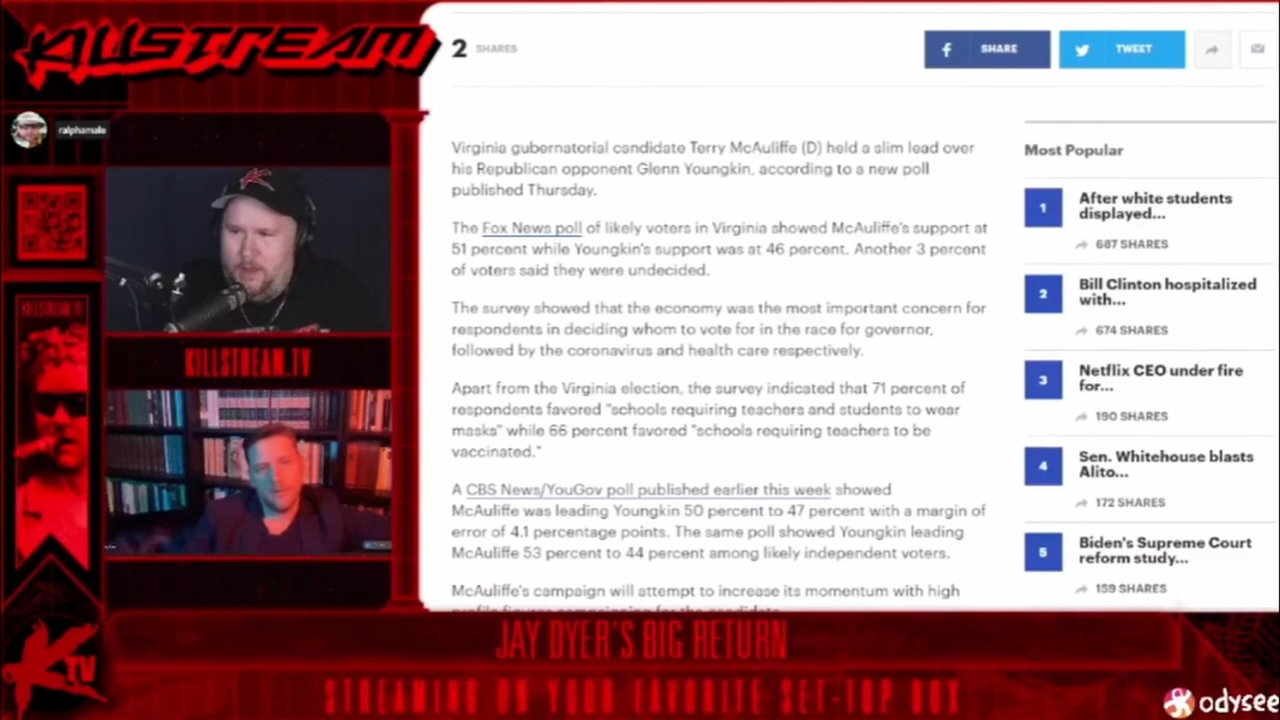 KILLSTREAM
ralphamale
KILLSTREAM.TV
KILLSTREAM.TV
K TV
2 SHARES
SHARE
TWEET
Virginia gubernatorial candidate Terry McAuliffe (D) held a slim lead over
his Republican opponent Glenn Youngkin, according to a new poll
published Thursday.
The Fox News poll of likely voters in Virginia showed McAuliffe's support at
51 percent while Youngkin's support was at 46 percent. Another 3 percent
of voters said they were undecided.
The survey showed that the economy was the most important concern for
respondents in deciding whom to vote for in the race for governor,
followed by the coronavirus and health care respectively.
Apart from the Virginia election, the survey indicated that 71 percent of
respondents favored "schools requiring teachers and students to wear
masks" while 66 percent favored "schools requiring teachers to be
vaccinated."
A CBS News/YouGov poll published earlier this week showed
McAuliffe was leading Youngkin 50 percent to 47 percent with a margin of
error of 4.1 percentage points. The same poll showed Youngkin leading
McAuliffe 53 percent to 44 percent among likely independent voters.
McAuliffe's campaign will attempt to increase its momentum with high
profile figures campaigning for the candidate.
Most Popular
1
After white students
displayed...
687 SHARES
2
Bill Clinton hospitalized
with...
674 SHARES
3
Netflix CEO under fire
for...
190 SHARES
4
Sen. Whitehouse blasts
Alito...
172 SHARES
5
Biden's Supreme Court
reform study...
159 SHARES
JAY DYER'S BIG RETURN
STREAMING ON YOUR FAVORITE SET-TOP BOX
odysee